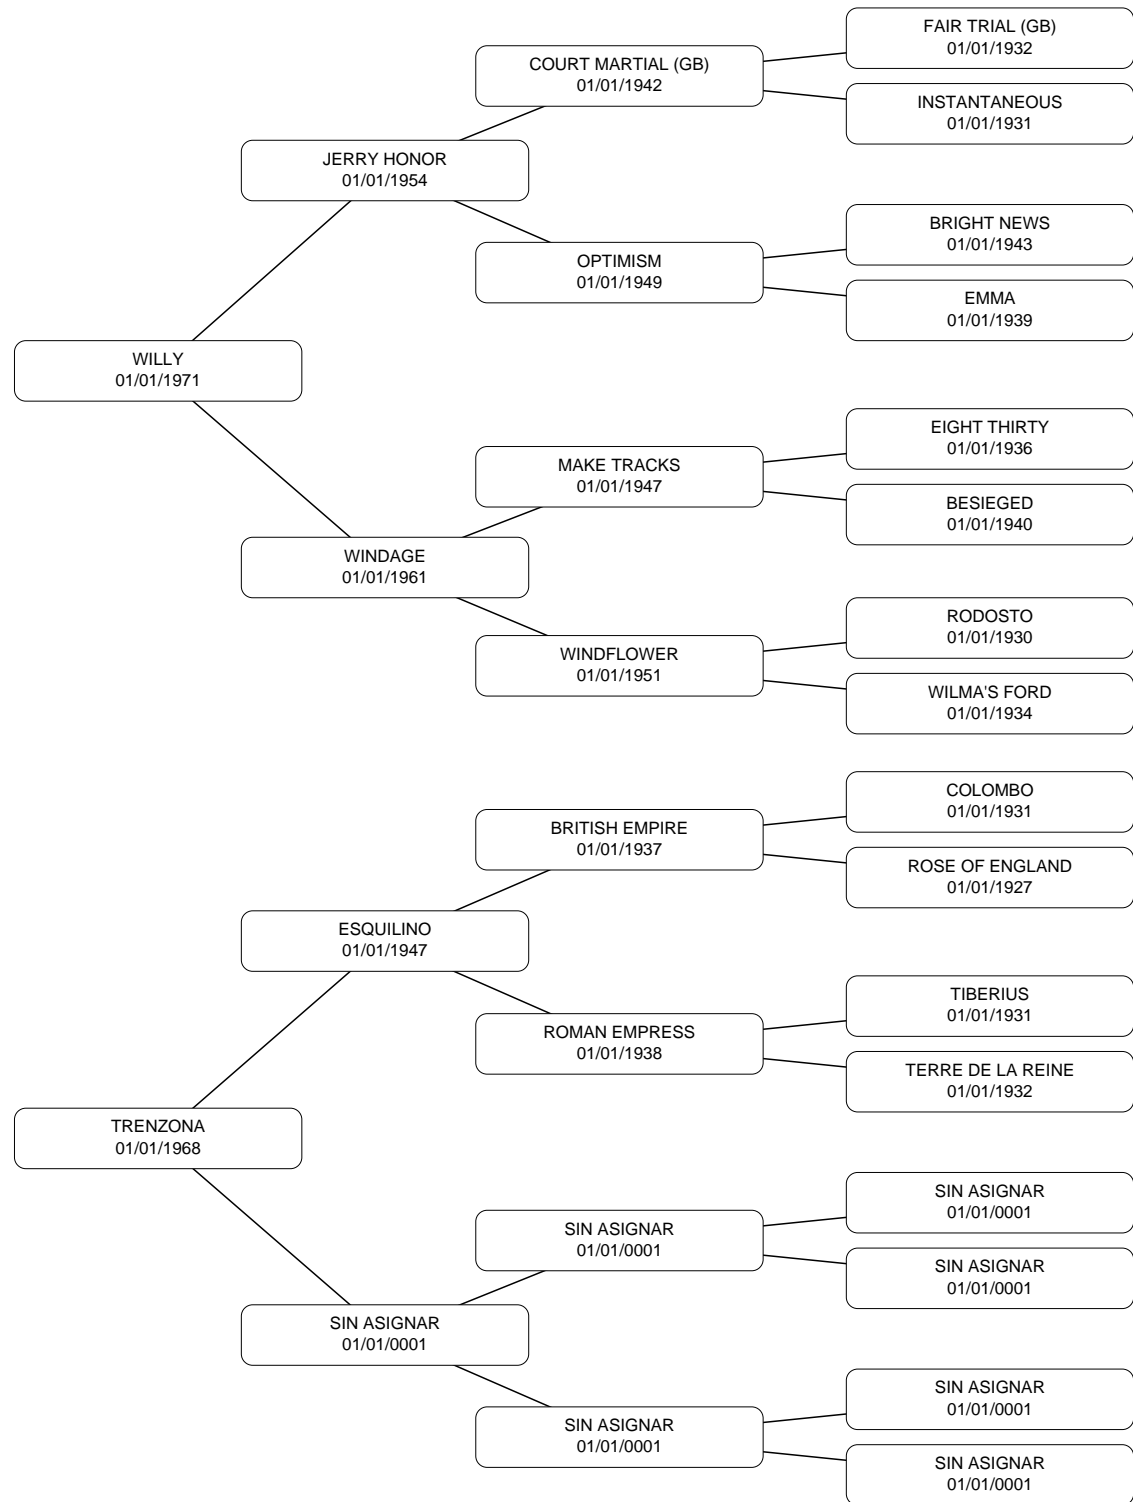 FAIR TRIAL (GB)
01/01/1932
COURT MARTIAL (GB)
01/01/1942
INSTANTANEOUS
01/01/1931
JERRY HONOR
01/01/1954
BRIGHT NEWS
01/01/1943
OPTIMISM
01/01/1949
EMMA
01/01/1939
WILLY
01/01/1971
EIGHT THIRTY
01/01/1936
MAKE TRACKS
01/01/1947
BESIEGED
01/01/1940
WINDAGE
01/01/1961
RODOSTO
01/01/1930
WINDFLOWER
01/01/1951
WILMA'S FORD
01/01/1934
COLOMBO
01/01/1931
BRITISH EMPIRE
01/01/1937
ROSE OF ENGLAND
01/01/1927
ESQUILINO
01/01/1947
TIBERIUS
01/01/1931
ROMAN EMPRESS
01/01/1938
TERRE DE LA REINE
01/01/1932
TRENZONA
01/01/1968
SIN ASIGNAR
01/01/0001
SIN ASIGNAR
01/01/0001
SIN ASIGNAR
01/01/0001
SIN ASIGNAR
01/01/0001
SIN ASIGNAR
01/01/0001
SIN ASIGNAR
01/01/0001
SIN ASIGNAR
01/01/0001